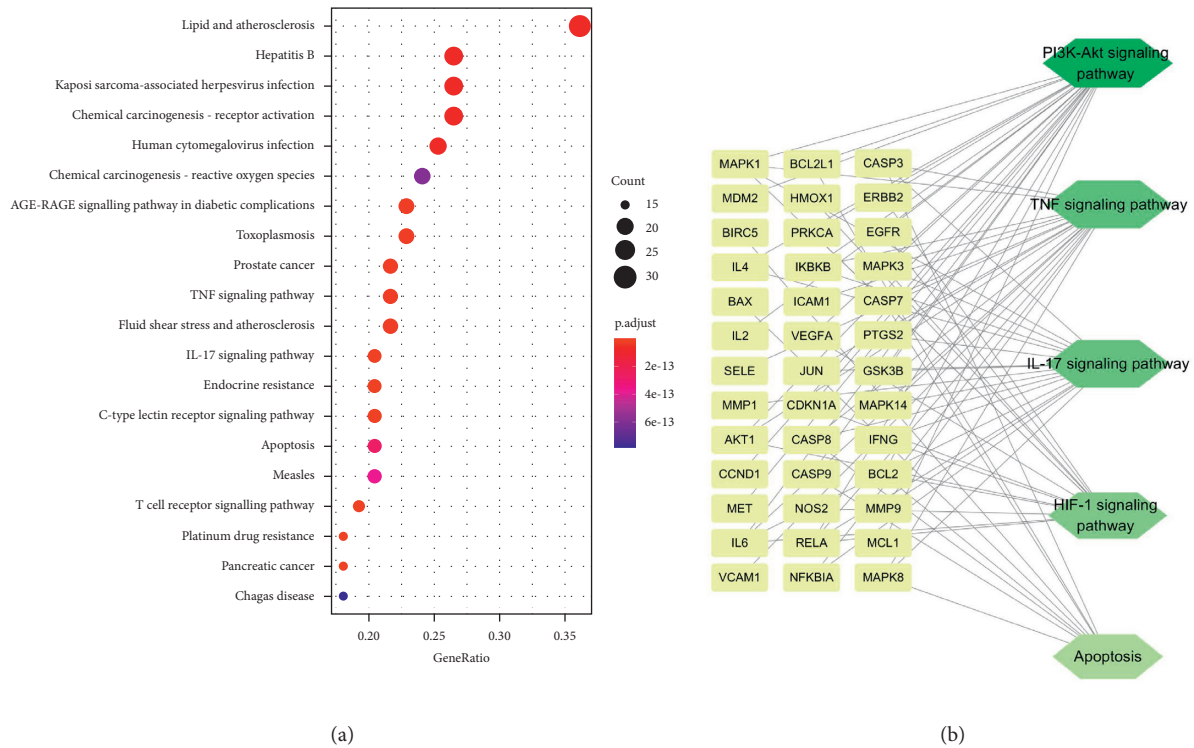 Lipid and atherosclerosis
Hepatitis B
Kaposi sarcoma-associated herpesvirus infection
Chemical carcinogenesis - receptor activation
Human cytomegalovirus infection
Chemical carcinogenesis - reactive oxygen species
AGE-RAGE signalling pathway in diabetic complications
Toxoplasmosis
Prostate cancer
TNF signaling pathway
Fluid shear stress and atherosclerosis
IL-17 signaling pathway
Endocrine resistance
C-type lectin receptor signaling pathway
Apoptosis
Measles
T cell receptor signalling pathway
Platinum drug resistance
Pancreatic cancer
Chagas disease
0.20 0.25 0.30 0.35
GeneRatio
Count
15
20
25
30
p.adjust
2e-13
4e-13
6e-13
(a)
MAPK1 BCL2L1 CASP3
MDM2 HMOX1 ERBB2
BIRC5 PRKCA EGFR
IL4 IKBKB MAPK3
BAX ICAM1 CASP7
IL2 VEGFA PTGS2
SELE JUN GSK3B
MMP1 CDKN1A MAPK14
AKT1 CASP8 IFNG
CCND1 CASP9 BCL2
MET NOS2 MMP9
IL6 RELA MCL1
VCAM1 NFKBIA MAPK8
PI3K-Akt signaling
pathway
TNF signaling pathway
IL-17 signaling pathway
HIF-1 signaling
pathway
Apoptosis
(b)